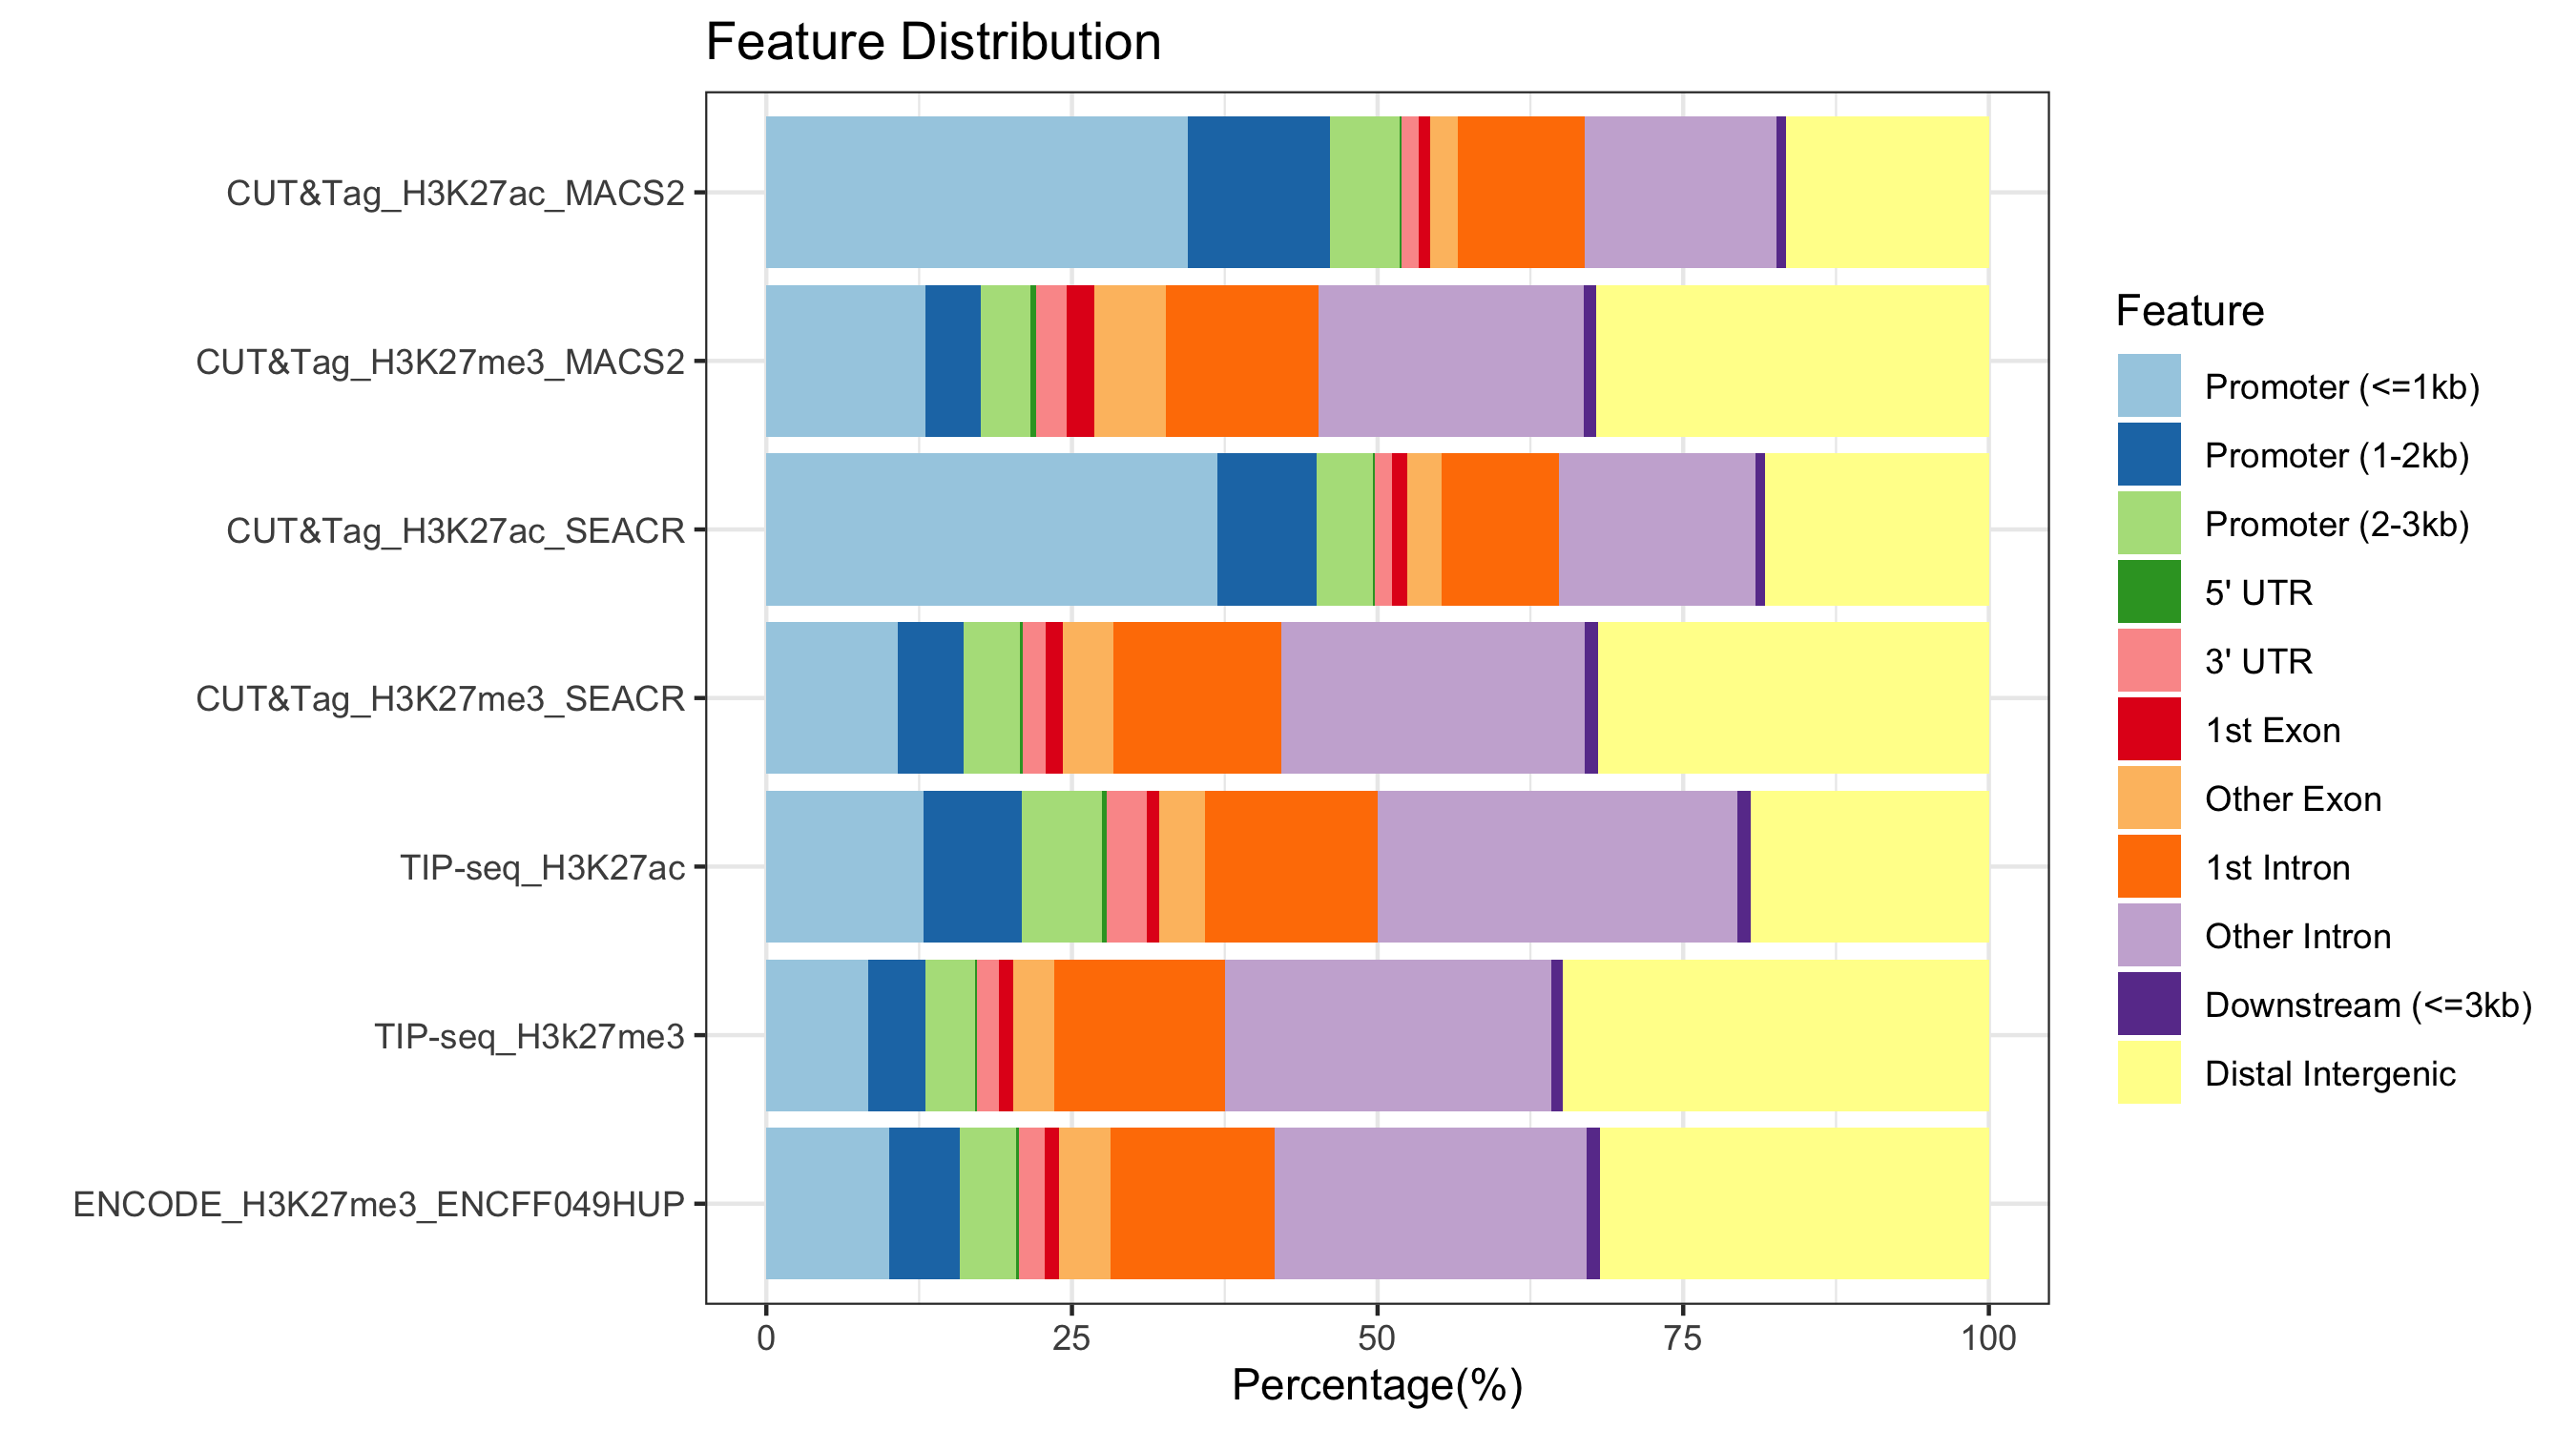 Feature Distribution
CUT&Tag_H3K27ac_MACS2
CUT&Tag_H3K27me3_MACS2
CUT&Tag_H3K27ac_SEACR
CUT&Tag_H3K27me3_SEACR
TIP-seq_H3K27ac
TIP-seq_H3k27me3
ENCODE_H3K27me3_ENCFF049HUP
0 25 50 75 100
Percentage(%)
Feature
Promoter (<=1kb)
Promoter (1-2kb)
Promoter (2-3kb)
5' UTR
3' UTR
1st Exon
Other Exon
1st Intron
Other Intron
Downstream (<=3kb)
Distal Intergenic